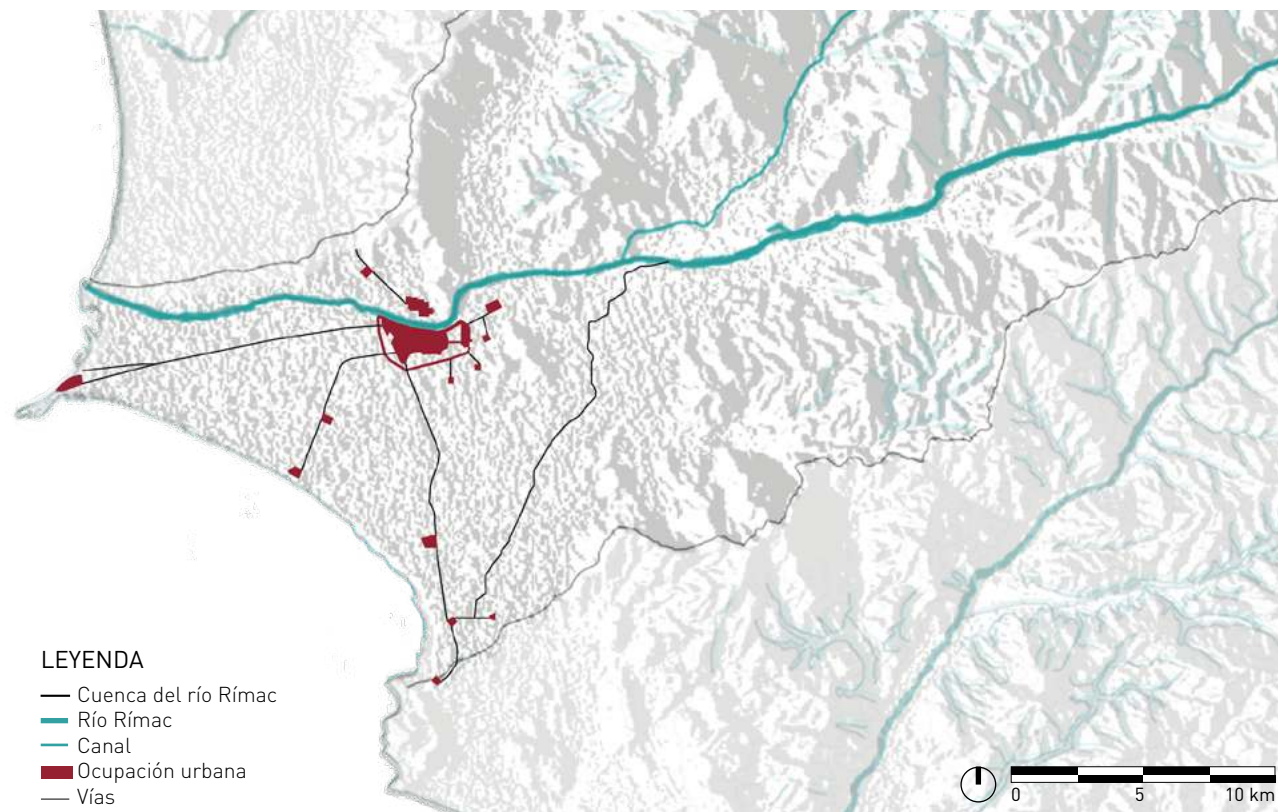 LEYENDA
Cuenca del río Rímac
Río Rímac
Canal
Ocupación urbana
Vías
0 5 10 km